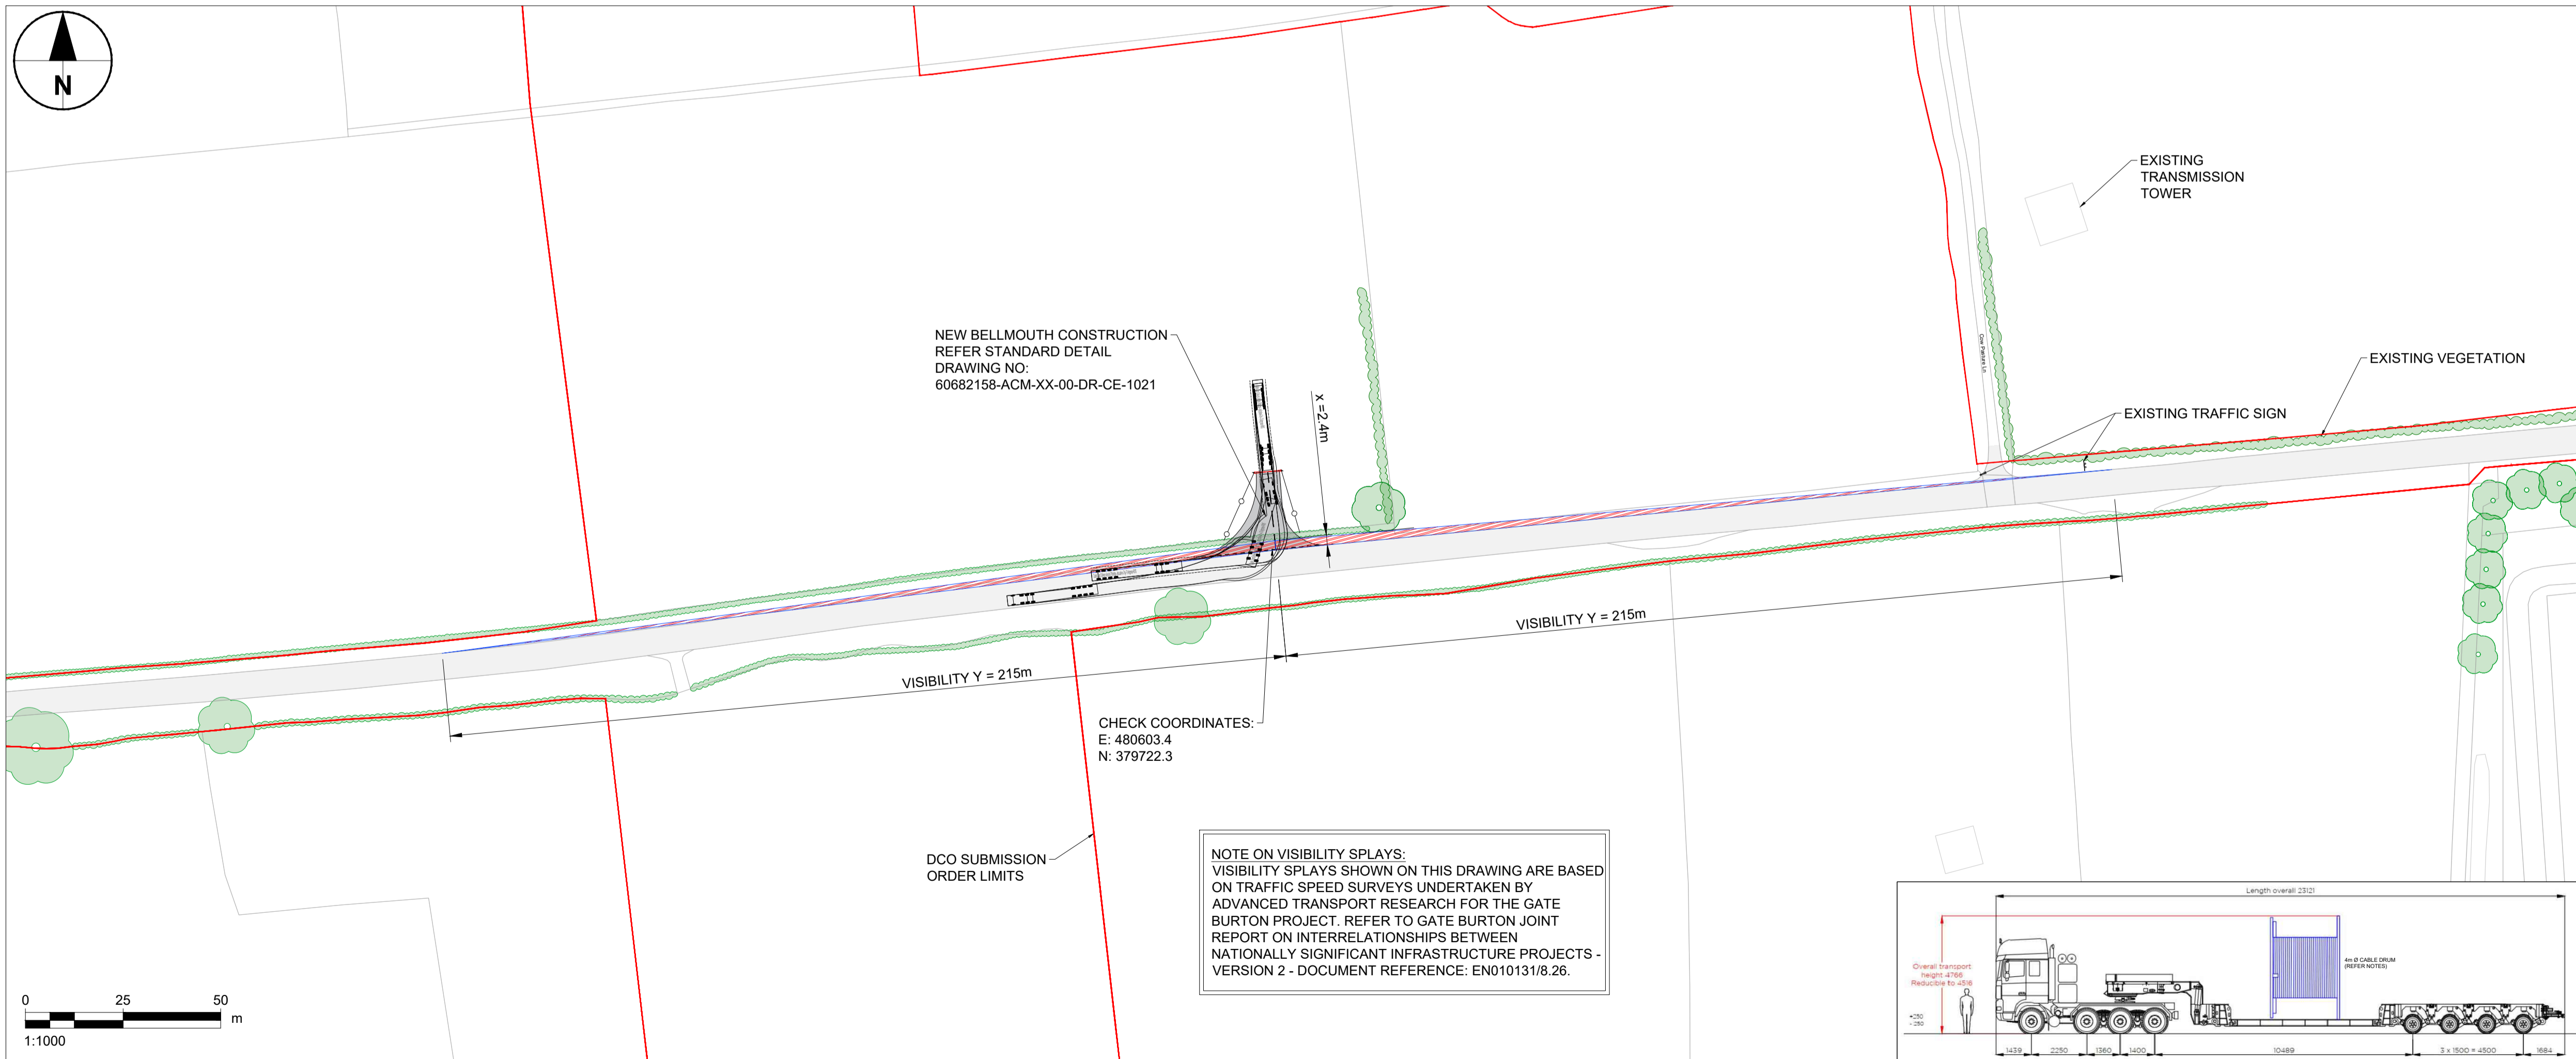 N
EXISTING
TRANSMISSION
TOWER
NEW BELLMOUTH CONSTRUCTION
REFER STANDARD DETAIL
DRAWING NO:
60682158-ACM-XX-00-DR-CE-1021
x =2.4m
Cow Pasture Ln
EXISTING VEGETATION
EXISTING TRAFFIC SIGN
VISIBILITY Y = 215m
VISIBILITY Y = 215m
CHECK COORDINATES:
E: 480603.4
N: 379722.3
DCO SUBMISSION
ORDER LIMITS
NOTE ON VISIBILITY SPLAYS:
VISIBILITY SPLAYS SHOWN ON THIS DRAWING ARE BASED
ON TRAFFIC SPEED SURVEYS UNDERTAKEN BY
ADVANCED TRANSPORT RESEARCH FOR THE GATE
BURTON PROJECT. REFER TO GATE BURTON JOINT
REPORT ON INTERRELATIONSHIPS BETWEEN
NATIONALLY SIGNIFICANT INFRASTRUCTURE PROJECTS -
VERSION 2 - DOCUMENT REFERENCE: EN010131/8.26.
0 25 50
m
1:1000
Length overall 23121
Overall transport
height 4766
Reducible to 4516
4m Ø CABLE DRUM
(REFER NOTES)
+250
- 250
1439 2250 1360 1400 10489 3 x 1500 = 4500 1684